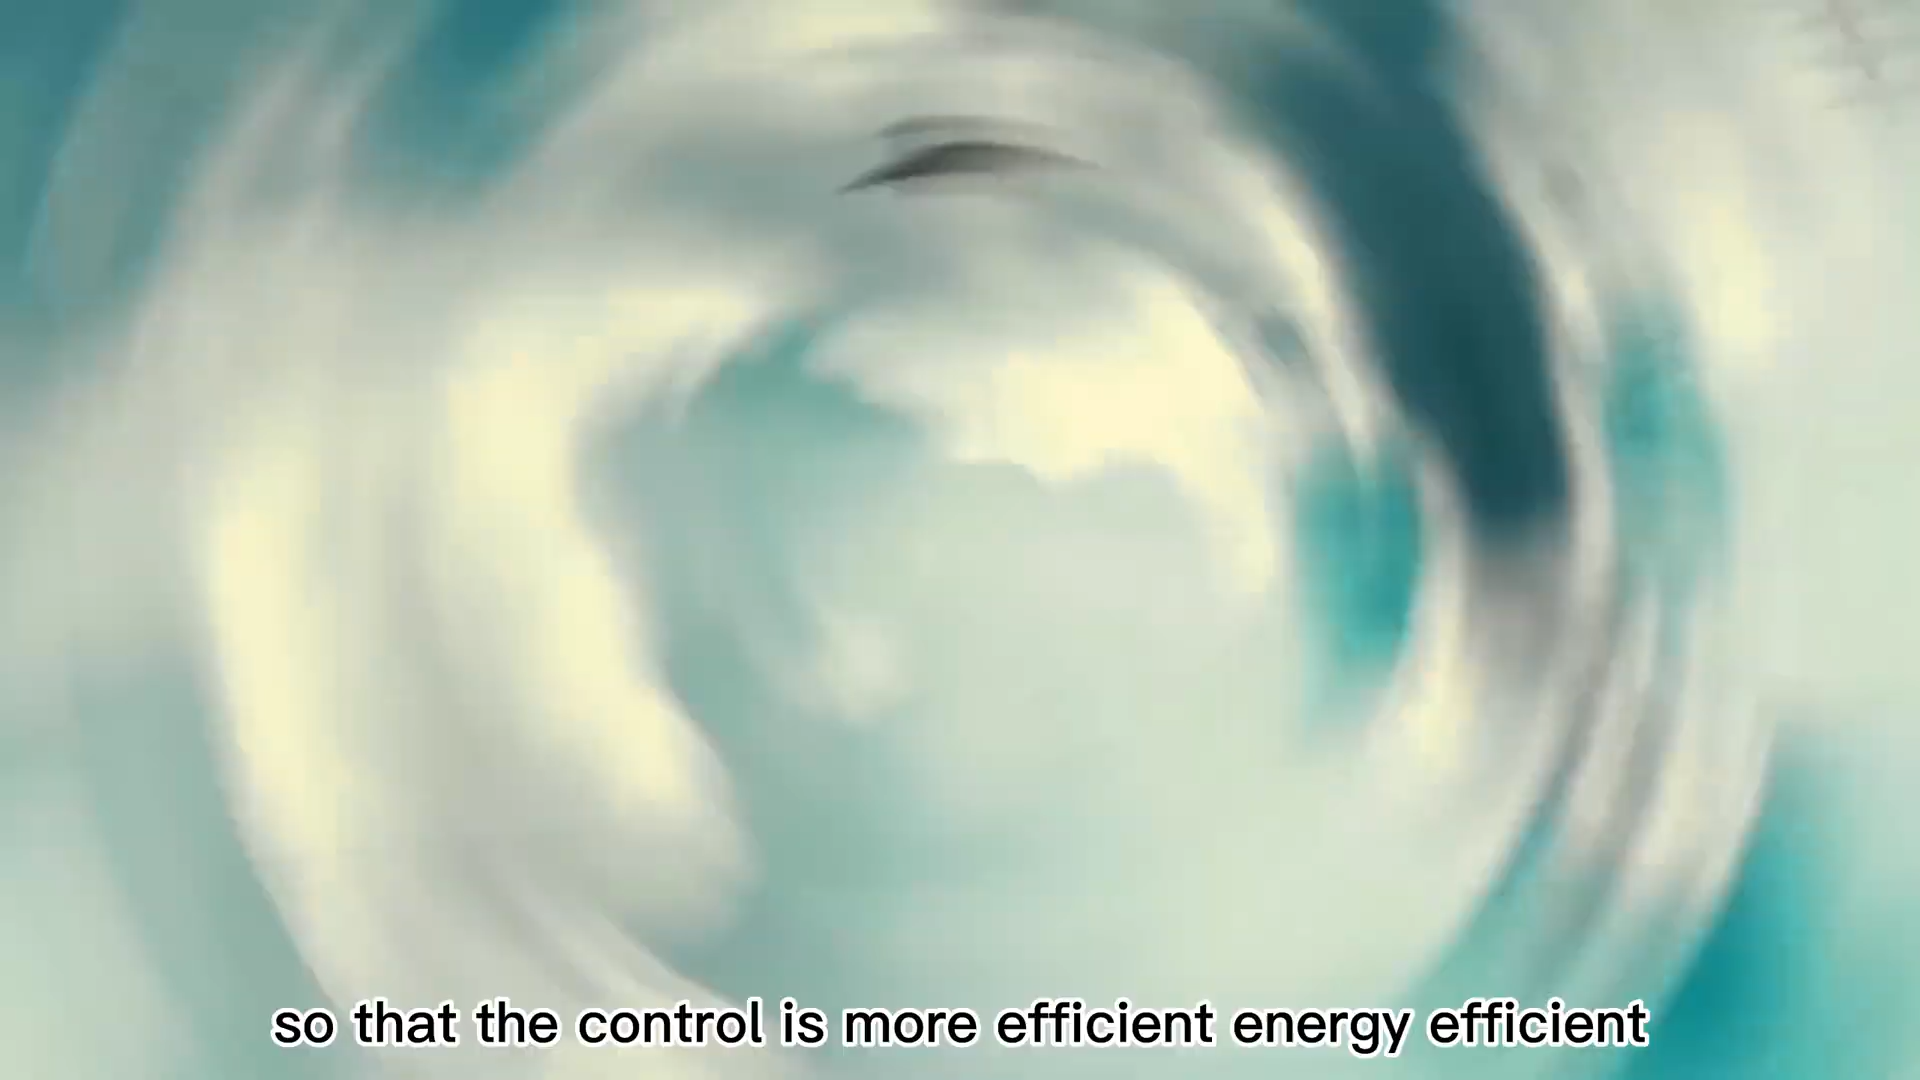 so that the control is more efficient energy efficient